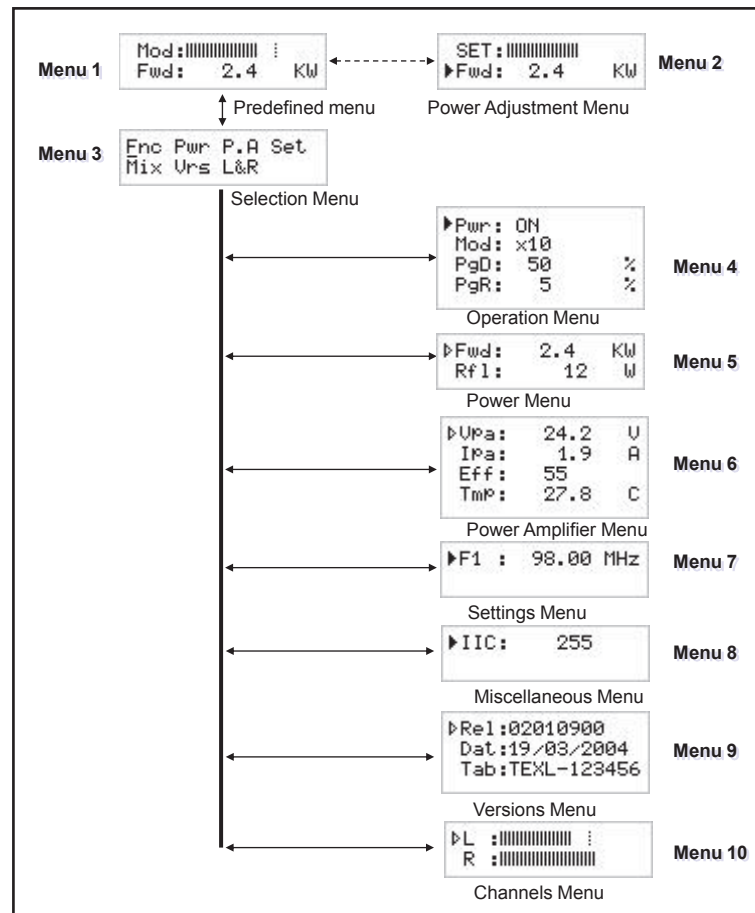 Menu 1
Mod:
Fwd: 2.4 KW
SET:
Fwd: 2.4 KW
Menu 2
Predefined menu
Power Adjustment Menu
Menu 3
Fnc Pwr P.A Set
Mix Vrs L&R
Selection Menu
Pwr: ON
Mod: x10
PgD: 50 %
PgR: 5 %
Menu 4
Operation Menu
Fwd: 2.4 KW
Rfl: 12 W
Menu 5
Power Menu
Vpa: 24.2 V
Ipa: 1.9 A
Eff: 55
Tmp: 27.8 C
Menu 6
Power Amplifier Menu
F1 : 98.00 MHz
Menu 7
Settings Menu
IIC: 255
Menu 8
Miscellaneous Menu
Rel:02010900
Dat:19/03/2004
Tab:TEXL-123456
Menu 9
Versions Menu
L :
R :
Menu 10
Channels Menu